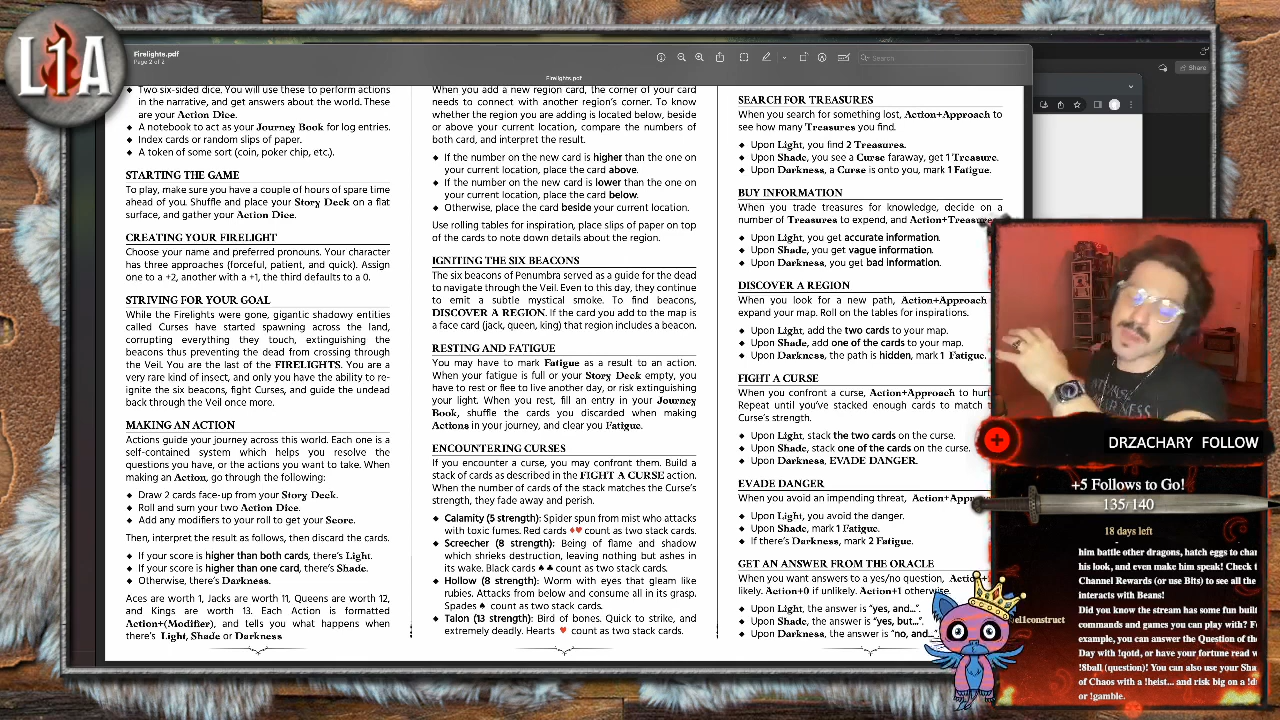 L1A
Firelights.pdf
Page 2 of 2
Search
Firelights.pdf
Share
Two six-sided dice. You will use these to perform actions
in the narrative, and get answers about the world. These
are your Action Dice.
A notebook to act as your Journey Book for log entries.
Index cards or random slips of paper.
A token of some sort (coin, poker chip, etc.).
STARTING THE GAME
To play, make sure you have a couple of hours of spare time
ahead of you. Shuffle and place your Story Deck on a flat
surface, and gather your Action Dice.
CREATING YOUR FIRELIGHT
Choose your name and preferred pronouns. Your character
has three approaches (forceful, patient, and quick). Assign
one to a +2, another with a +1, the third defaults to a 0.
STRIVING FOR YOUR GOAL
While the Firelights were gone, gigantic shadowy entities
called Curses have started spawning across the land,
corrupting everything they touch, extinguishing the
beacons thus preventing the dead from crossing through
the Veil. You are the last of the FIRELIGHTS. You are a
very rare kind of insect, and only you have the ability to re-
ignite the six beacons, fight Curses, and guide the undead
back through the Veil once more.
MAKING AN ACTION
Actions guide your journey across this world. Each one is a
self-contained system which helps you resolve the
questions you have, or the actions you want to take. When
making an Action, go through the following:
Draw 2 cards face-up from your Story Deck.
Roll and sum your two Action Dice.
Add any modifiers to your roll to get your Score.
Then, interpret the result as follows, then discard the cards.
If your score is higher than both cards, there's Light.
If your score is higher than one card, there's Shade.
Otherwise, there's Darkness.
Aces are worth 1, Jacks are worth 11, Queens are worth 12,
and Kings are worth 13. Each Action is formatted
Action+(Modifier), and tells you what happens when
there's Light, Shade or Darkness
When you add a new region card, the corner of your card
needs to connect with another region's corner. To know
whether the region you are adding is located below, beside
or above your current location, compare the numbers of
both card, and interpret the result.
If the number on the new card is higher than the one on
your current location, place the card above.
If the number on the new card is lower than the one on
your current location, place the card below.
Otherwise, place the card beside your current location.
Use rolling tables for inspiration, place slips of paper on top
of the cards to note down details about the region.
IGNITING THE SIX BEACONS
The six beacons of Penumbra served as a guide for the dead
to navigate through the Veil. Even to this day, they continue
to emit a subtle mystical smoke. To find beacons,
DISCOVER A REGION. If the card you add to the map is
a face card (jack, queen, king) that region includes a beacon.
RESTING AND FATIGUE
You may have to mark Fatigue as a result to an action.
When your fatigue is full or your Story Deck empty, you
have to rest or flee to live another day, or risk extinguishing
your light. When you rest, fill an entry in your Journey
Book, shuffle the cards you discarded when making
Actions in your journey, and clear you Fatigue.
ENCOUNTERING CURSES
If you encounter a curse, you may confront them. Build a
stack of cards as described in the FIGHT A CURSE action.
When the number of cards of the stack matches the Curse's
strength, they fade away and perish.
Calamity (5 strength): Spider spun from mist who attacks
with toxic fumes. Red cards ♦♥ count as two stack cards.
Screecher (8 strength): Being of flame and shadow
which shrieks destruction, leaving nothing but ashes in
its wake. Black cards ♠♣ count as two stack cards.
Hollow (8 strength): Worm with eyes that gleam like
rubies. Attacks from below and consume all in its grasp.
Spades ♠ count as two stack cards.
Talon (13 strength): Bird of bones. Quick to strike, and
extremely deadly. Hearts ♥ count as two stack cards.
SEARCH FOR TREASURES
When you search for something lost, Action+Approach to
see how many Treasures you find.
Upon Light, you find 2 Treasures.
Upon Shade, you see a Curse faraway, get 1 Treasure.
Upon Darkness, a Curse is onto you, mark 1 Fatigue.
BUY INFORMATION
When you trade treasures for knowledge, decide on a
number of Treasures to expend, and Action+Treasure
Upon Light, you get accurate information.
Upon Shade, you get vague information.
Upon Darkness, you get bad information.
DISCOVER A REGION
When you look for a new path, Action+Approach
expand your map. Roll on the tables for inspirations.
Upon Light, add the two cards to your map.
Upon Shade, add one of the cards to your map.
Upon Darkness, the path is hidden, mark 1 Fatigue.
FIGHT A CURSE
When you confront a curse, Action+Approach to hurt
Repeat until you've stacked enough cards to match t
Curse's strength.
Upon Light, stack the two cards on the curse.
Upon Shade, stack one of the cards on the curse.
Upon Darkness, EVADE DANGER.
EVADE DANGER
When you avoid an impending threat, Action+Appr
Upon Light, you avoid the danger.
Upon Shade, mark 1 Fatigue.
If there's Darkness, mark 2 Fatigue.
GET AN ANSWER FROM THE ORACLE
When you want answers to a yes/no question, Actio
likely. Action+0 if unlikely. Action+1 otherwise.
Upon Light, the answer is "yes, and...".
Upon Shade, the answer is "yes, but...".
Upon Darkness, the answer is "no, and..."
DRZACHARY FOLLOW
+5 Follows to Go!
135/140
18 days left
el1construct
him battle other dragons, hatch eggs to chan
his look, and even make him speak! Check t
Channel Rewards (or use Bits) to see all the
interacts with Beans!
Did you know the stream has some fun buil
commands and games you can play with? F
example, you can answer the Question of the
Day with !qotd, or have your fortune read w
!8ball (question)! You can also use your Sha
of Chaos with a !heist... and risk big on a !d
or !gamble.